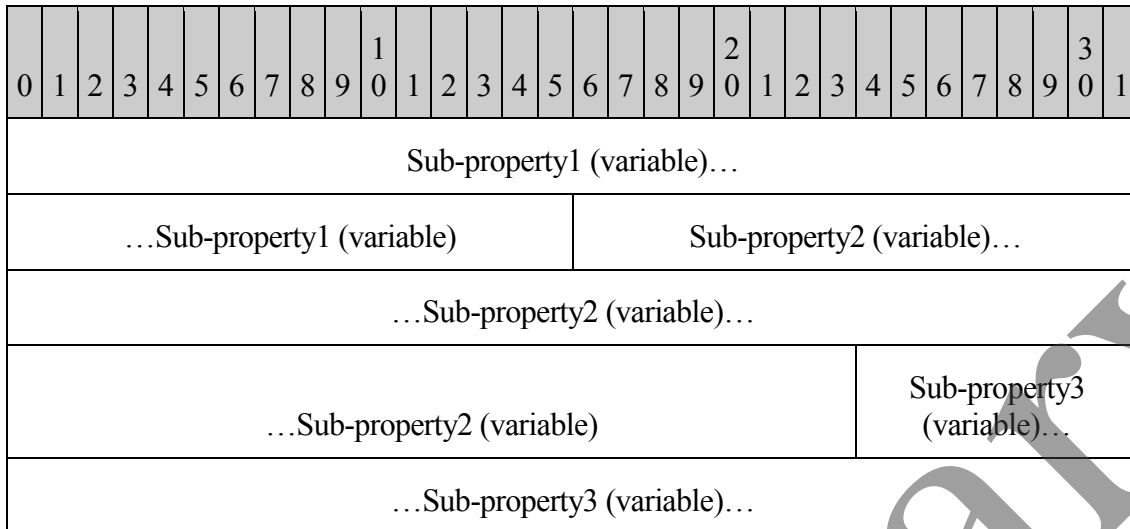 1 2 3
0 1 2 3 4 5 6 7 8 9 0 1 2 3 4 5 6 7 8 9 0 1 2 3 4 5 6 7 8 9 0 1
Sub-property1 (variable)…
…Sub-property1 (variable) Sub-property2 (variable)…
…Sub-property2 (variable)…
Sub-property3
…Sub-property2 (variable) (variable)…
…Sub-property3 (variable)…